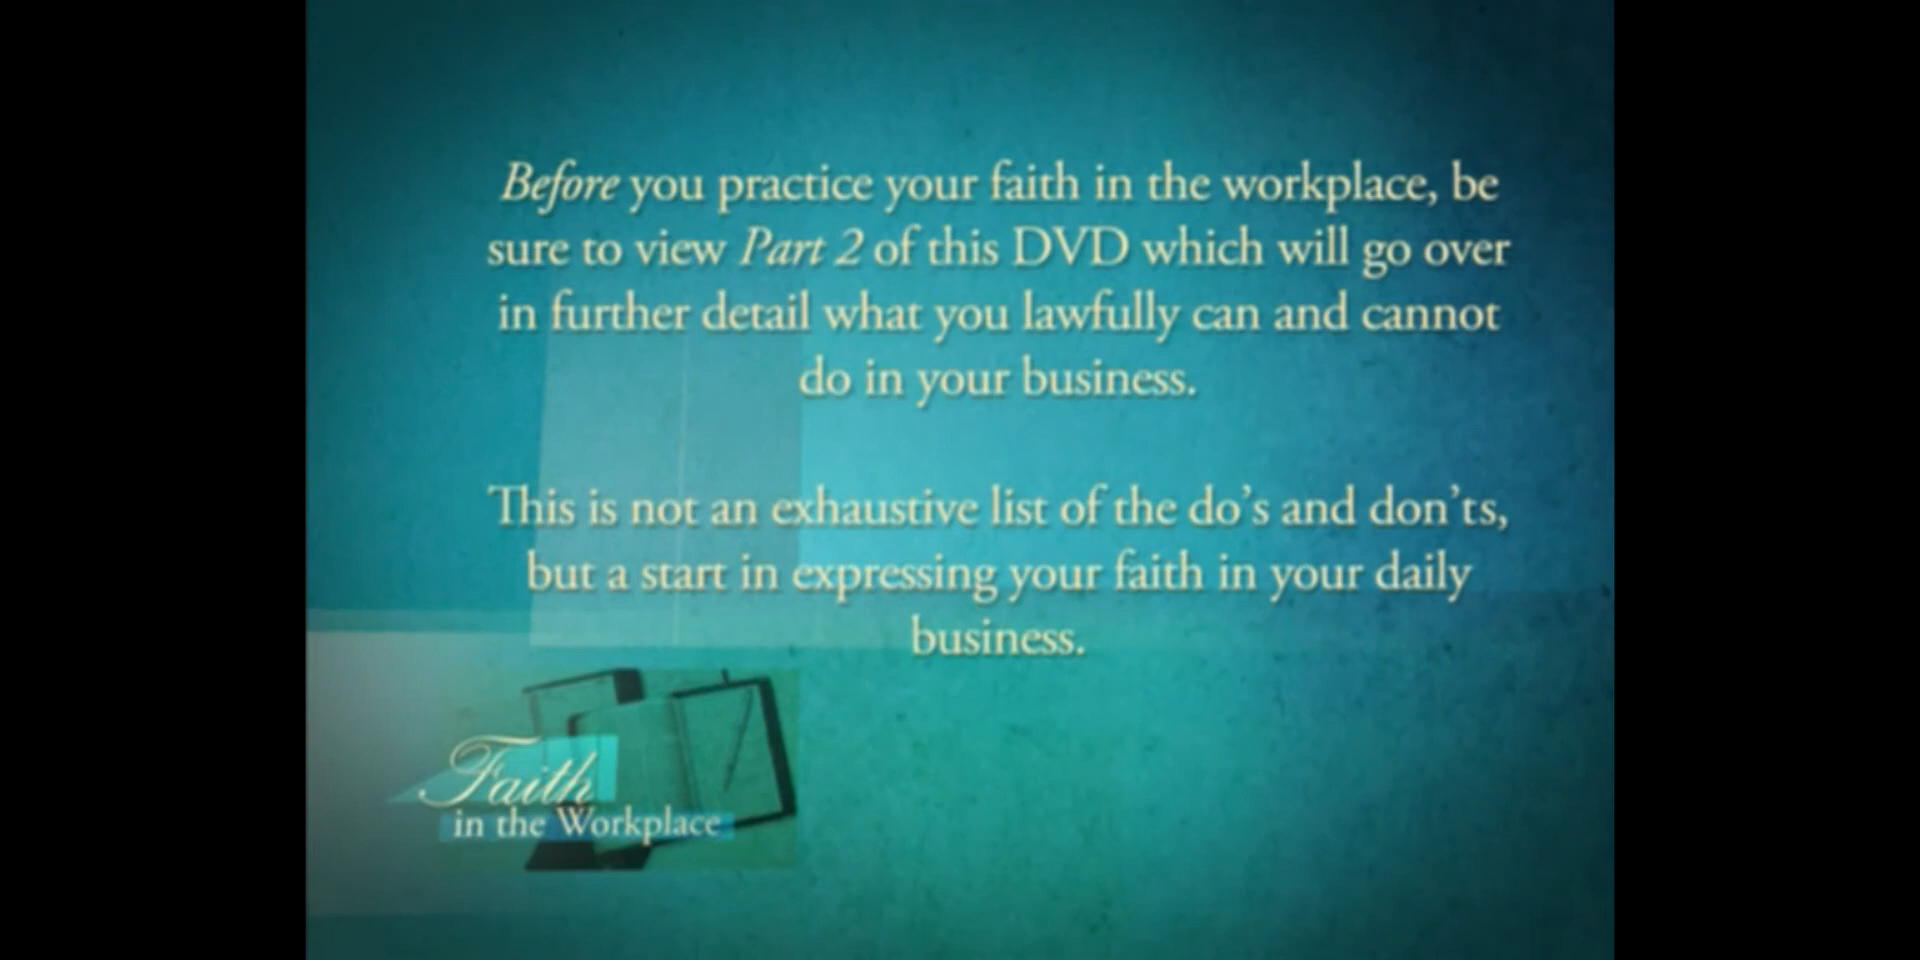 Before you practice your faith in the workplace, be
sure to view Part 2 of this DVD which will go over
in further detail what you lawfully can and cannot
do in your business.
This is not an exhaustive list of the do's and don'ts,
but a start in expressing your faith in your daily
business.
Faith
in the Workplace